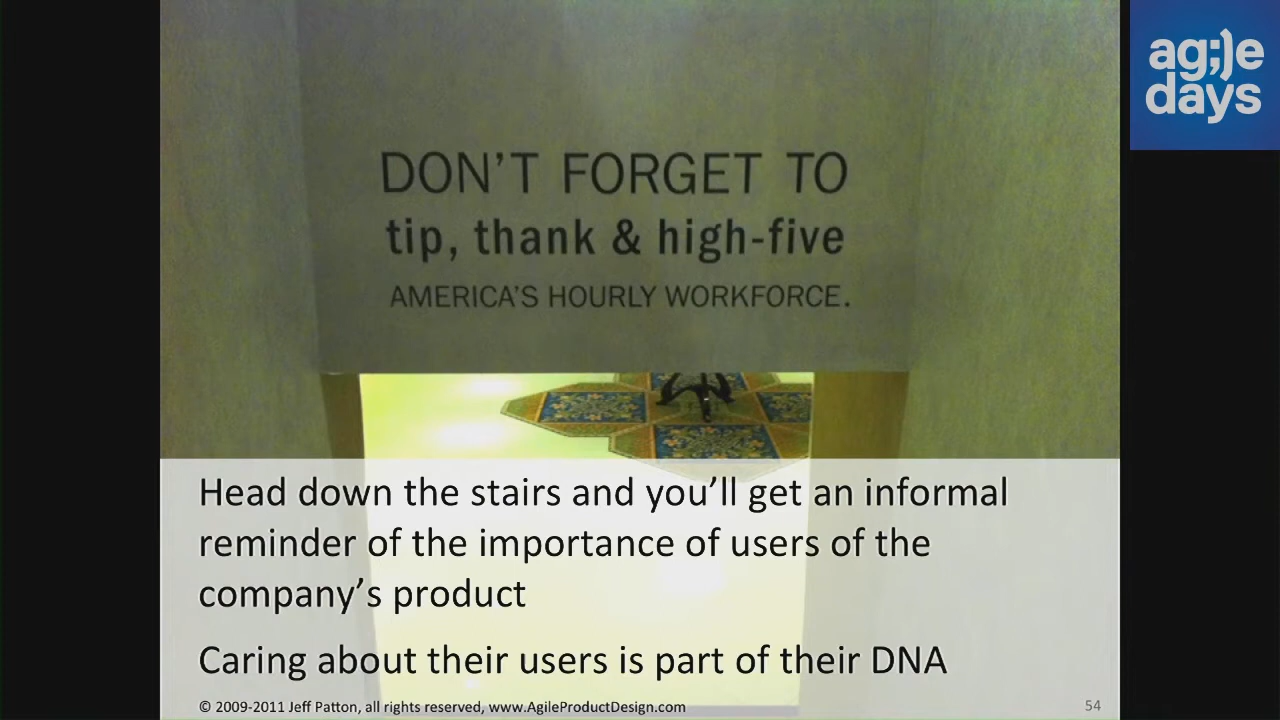 ag;)e
days
DON'T FORGET TO
tip, thank & high-five
AMERICA'S HOURLY WORKFORCE.
Head down the stairs and you'll get an informal
reminder of the importance of users of the
company's product
Caring about their users is part of their DNA
© 2009-2011 Jeff Patton, all rights reserved, www.AgileProductDesign.com
54